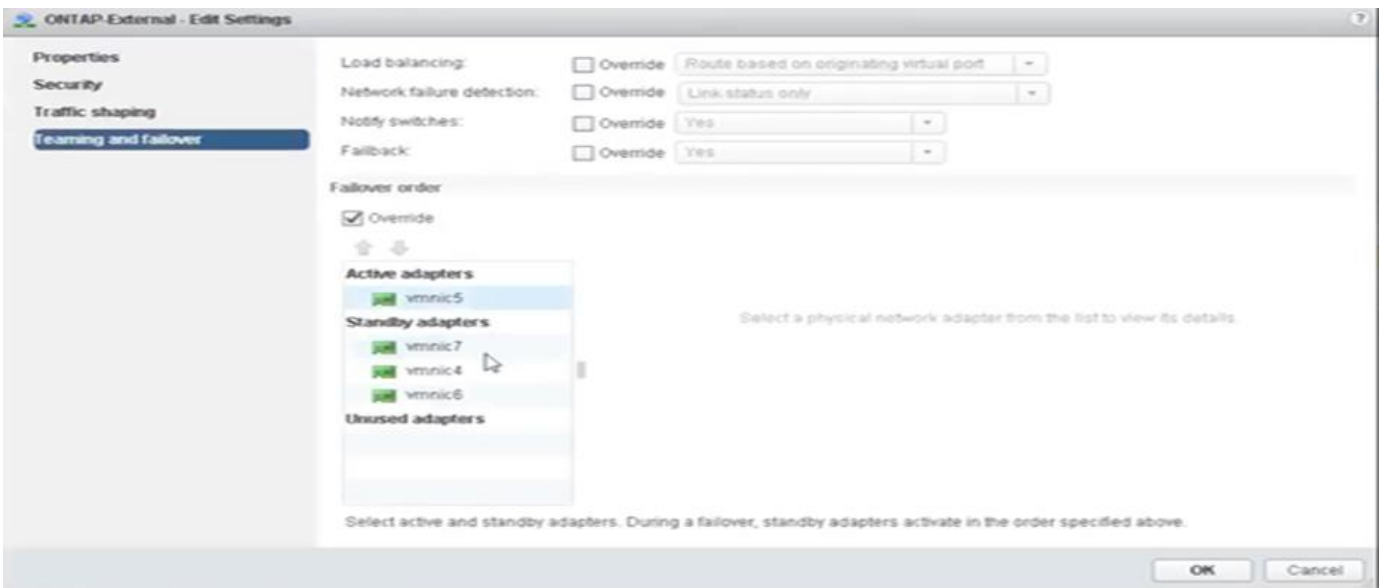 ONTAP-External - Edit Settings
?
Properties
Security
Traffic shaping
Teaming and failover
Load balancing:
Override
Route based on originating virtual port
Network failure detection:
Override
Link status only
Notify switches:
Override
Yes
Failback:
Override
Yes
Failover order
Override
Active adapters
vmnic5
Standby adapters
vmnic7
vmnic4
vmnic6
Unused adapters
Select a physical network adapter from the list to view its details.
Select active and standby adapters. During a failover, standby adapters activate in the order specified above.
OK
Cancel